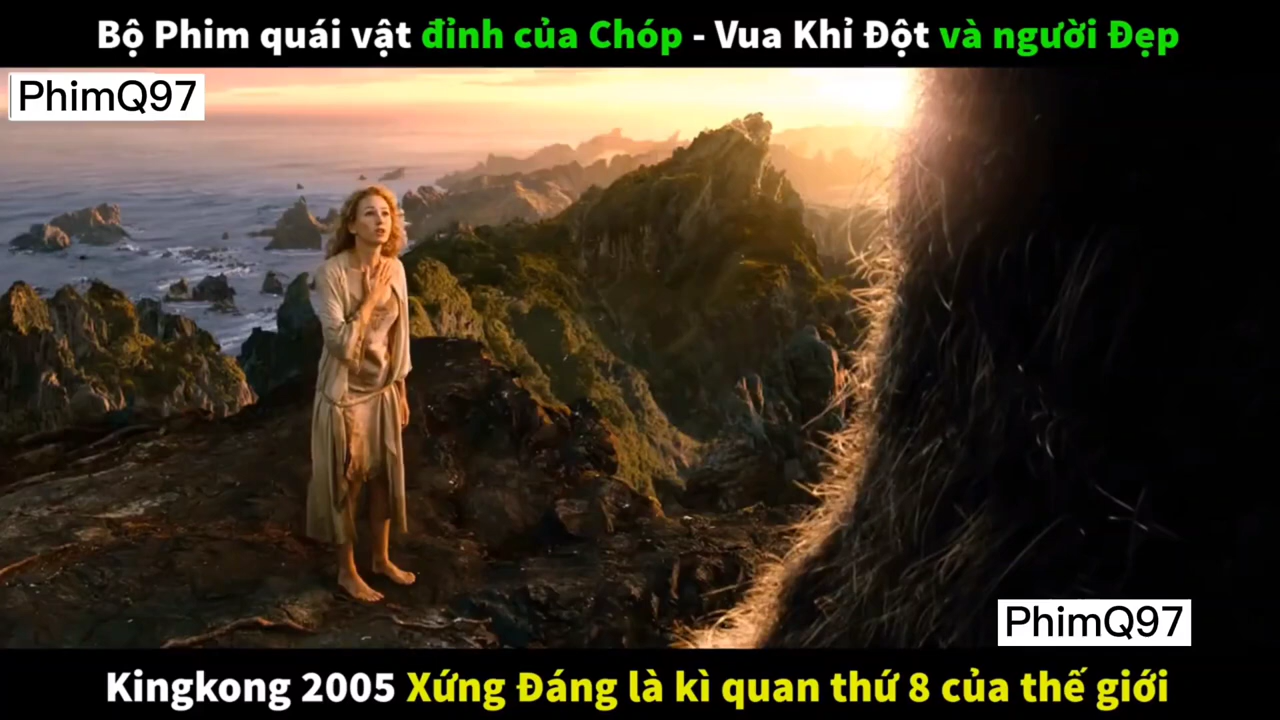 Bộ Phim quái vật đỉnh của Chóp - Vua Khỉ Đột và người Đẹp
PhimQ97
PhimQ97
Kingkong 2005 Xứng Đáng là kì quan thứ 8 của thế giới